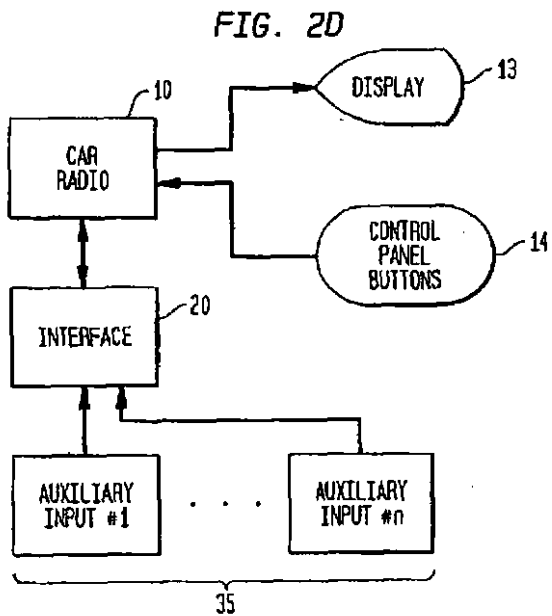 FIG. 2D
10
CAR
RADIO
DISPLAY
13
CONTROL
PANEL
BUTTONS
14
20
INTERFACE
AUXILIARY
INPUT #1
. . .
AUXILIARY
INPUT #n
35